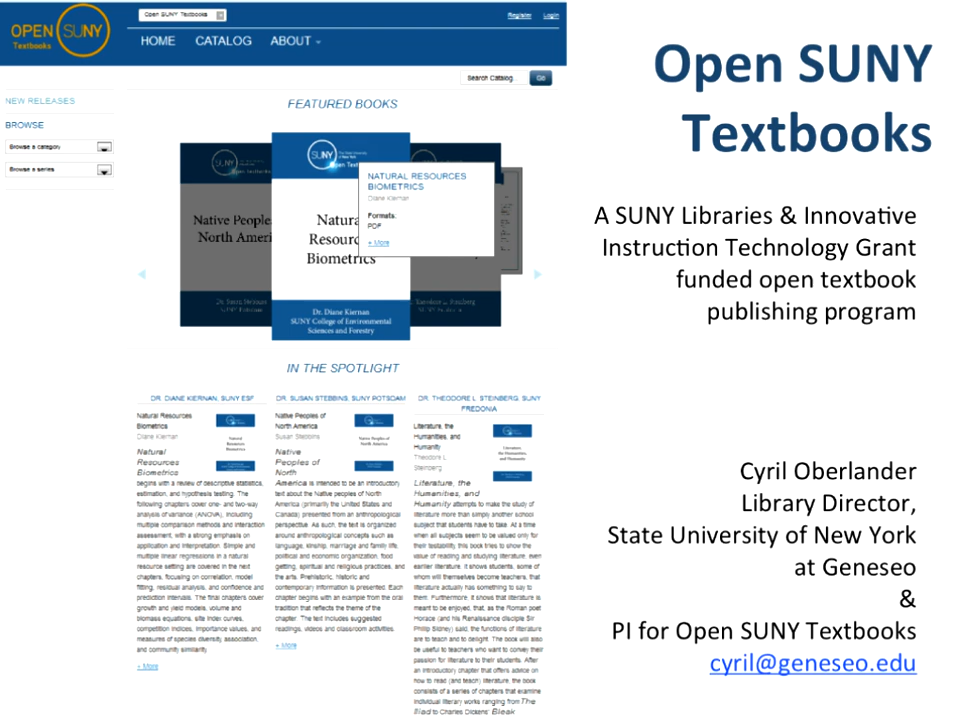 OPEN SUNY
Textbooks
Open SUNY Textbooks
Register Login
HOME CATALOG ABOUT
Search Catalog Go
NEW RELEASES
BROWSE
Browse a category
Browse a series
FEATURED BOOKS
SUNY
Native People
North Ameri
SUNY
Open Text
Natura
Resourc
Biometrics
Dr. Diane Kiernan
SUNY College of Environmental
Sciences and Forestry
NATURAL RESOURCES
BIOMETRICS
Diane Kiernan
Formats:
PDF
+ More
IN THE SPOTLIGHT
DR. DIANE KIERNAN, SUNY ESF
Natural Resources
Biometrics
Diane Kiernan
Natural
Resources
Biometrics
Natural
Resources
Biometrics
begins with a review of descriptive statistics,
estimation, and hypothesis testing. The
following chapters cover one- and two-way
analysis of variance (ANOVA), including
multiple comparison methods and interaction
assessment, with a strong emphasis on
application and interpretation. Simple and
multiple linear regressions in a natural
resource setting are covered in the next
chapters, focusing on correlation, model
fitting, residual analysis, and confidence and
prediction intervals. The final chapters cover
growth and yield models, volume and
biomass equations, site index curves,
competition indices, importance values, and
measures of species diversity, association,
and community similarity.
+ More
DR. SUSAN STEBBINS, SUNY POTSDAM
Native Peoples of
North America
Susan Stebbins
Native Peoples of
North America
Native
Peoples of
North
America is intended to be an introductory
text about the Native peoples of North
America (primarily the United States and
Canada) presented from an anthropological
perspective. As such, the text is organized
around anthropological concepts such as
language, kinship, marriage and family life,
political and economic organization, food
getting, spiritual and religious practices, and
the arts. Prehistoric, historic and
contemporary information is presented. Each
chapter begins with an example from the oral
tradition that reflects the theme of the
chapter. The text includes suggested
readings, videos and classroom activities.
+ More
DR. THEODORE L. STEINBERG, SUNY
FREDONIA
Literature, the
Humanities, and
Humanity
Theodore L.
Steinberg
Literature,
the Humanities,
and Humanity
Literature, the
Humanities, and
Humanity attempts to make the study of
literature more than simply another school
subject that students have to take. At a time
when all subjects seem to be valued only for
their testability, this book tries to show the
value of reading and studying literature, even
earlier literature. It shows students, some of
whom will themselves become teachers, that
literature actually has something to say to
them. Furthermore, it shows that literature is
meant to be enjoyed, that, as the Roman poet
Horace (and his Renaissance disciple Sir
Philip Sidney) said, the functions of literature
are to teach and to delight. The book will also
be useful to teachers who want to convey their
passion for literature to their students. After
an introductory chapter that offers advice on
how to read (and teach) literature, the book
consists of a series of chapters that examine
individual literary works ranging from The
Iliad to Charles Dickens' Bleak
Open SUNY
Textbooks
A SUNY Libraries & Innovative
Instruction Technology Grant
funded open textbook
publishing program
Cyril Oberlander
Library Director,
State University of New York
at Geneseo
&
PI for Open SUNY Textbooks
cyril@geneseo.edu